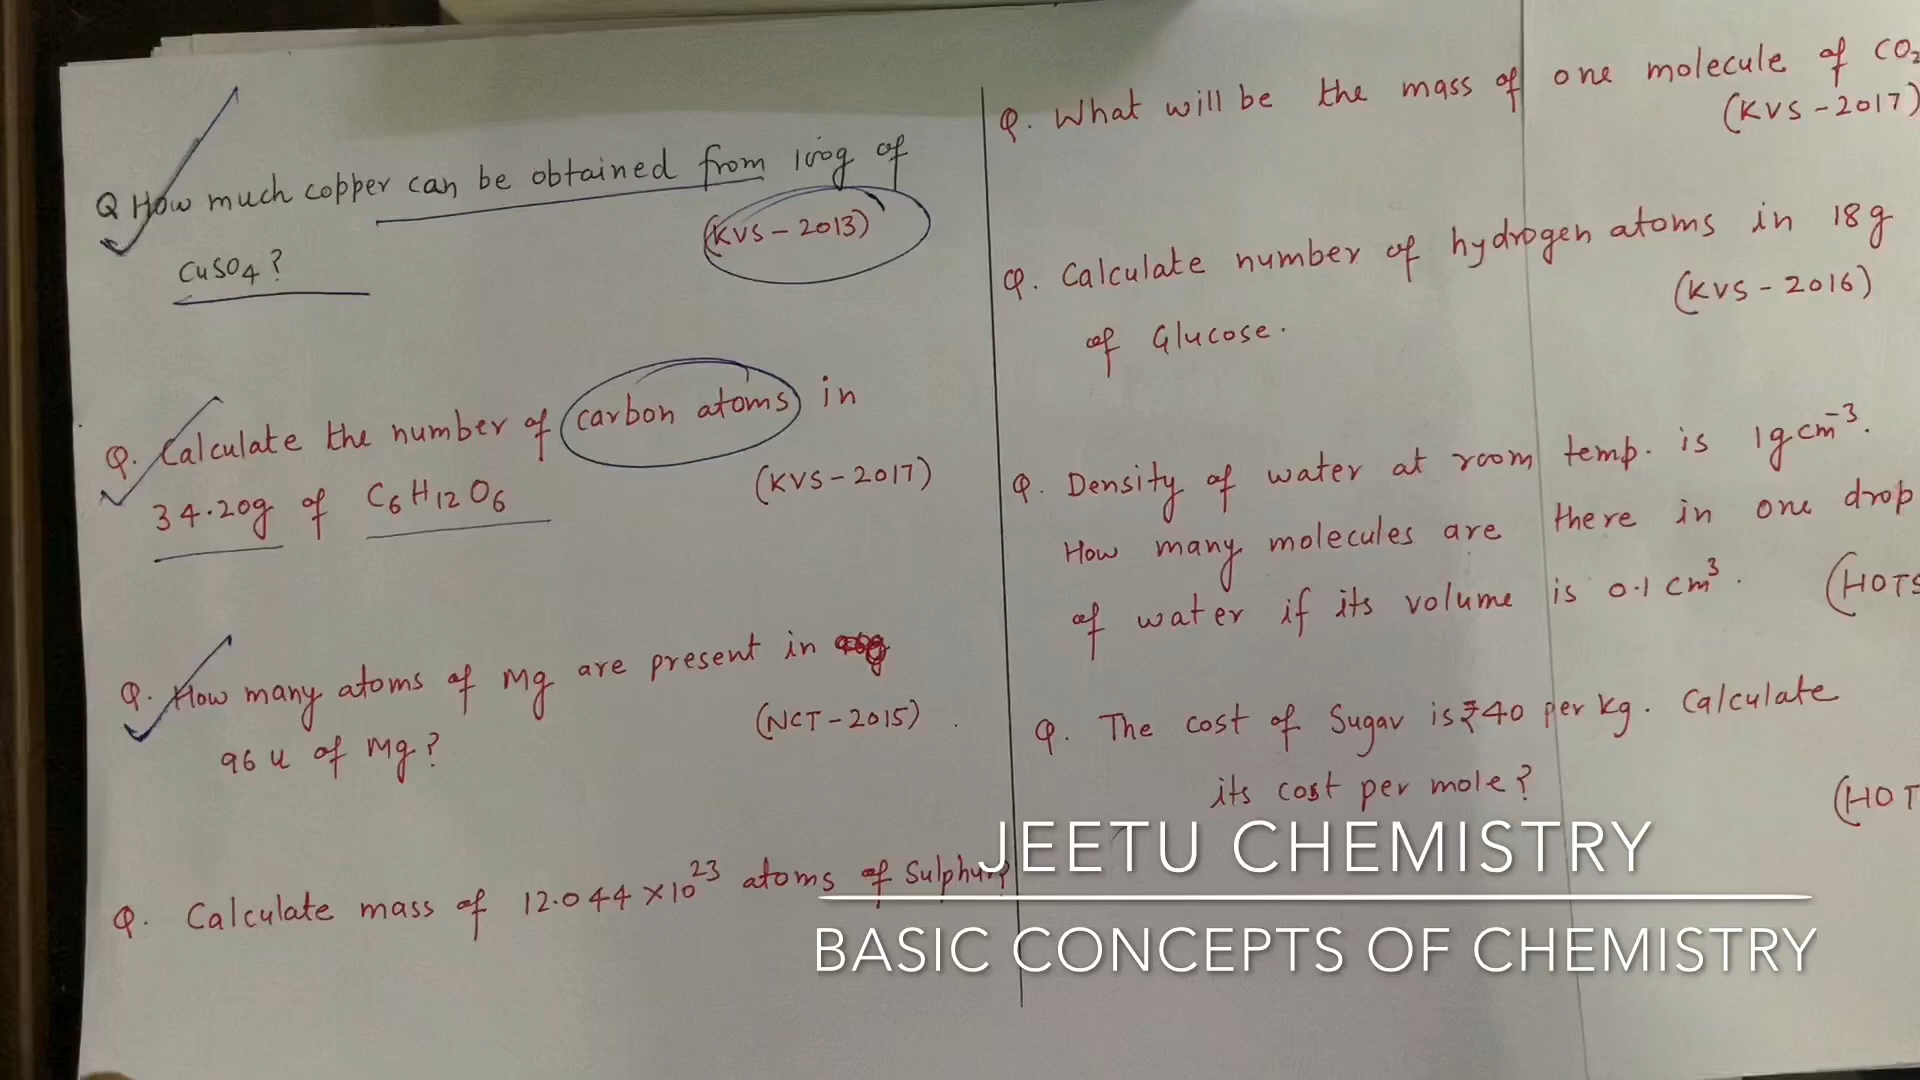 Q How much copper can be obtained from 100g of
CuSO4?
(KVS-2013)
Q. Calculate the number of carbon atoms in
34.20g of C6H12O6
(KVS-2017)
Q. How many atoms of Mg are present in
96 u of Mg?
(NCT-2015).
Q. Calculate mass of 12.044×10²³ atoms of Sulphur
Q. What will be the mass of one molecule of CO2
(KVS-2017)
Q. Calculate number of hydrogen atoms in 18g
of Glucose.
(KVS-2016)
Q. Density of water at room temp. is 1g cm⁻³.
How many molecules are there in one drop
of water if its volume is 0.1 cm³.
(HOTS
Q. The cost of Sugar is ₹40 per kg. Calculate
its cost per mole?
(HOT
JEETU CHEMISTRY
BASIC CONCEPTS OF CHEMISTRY